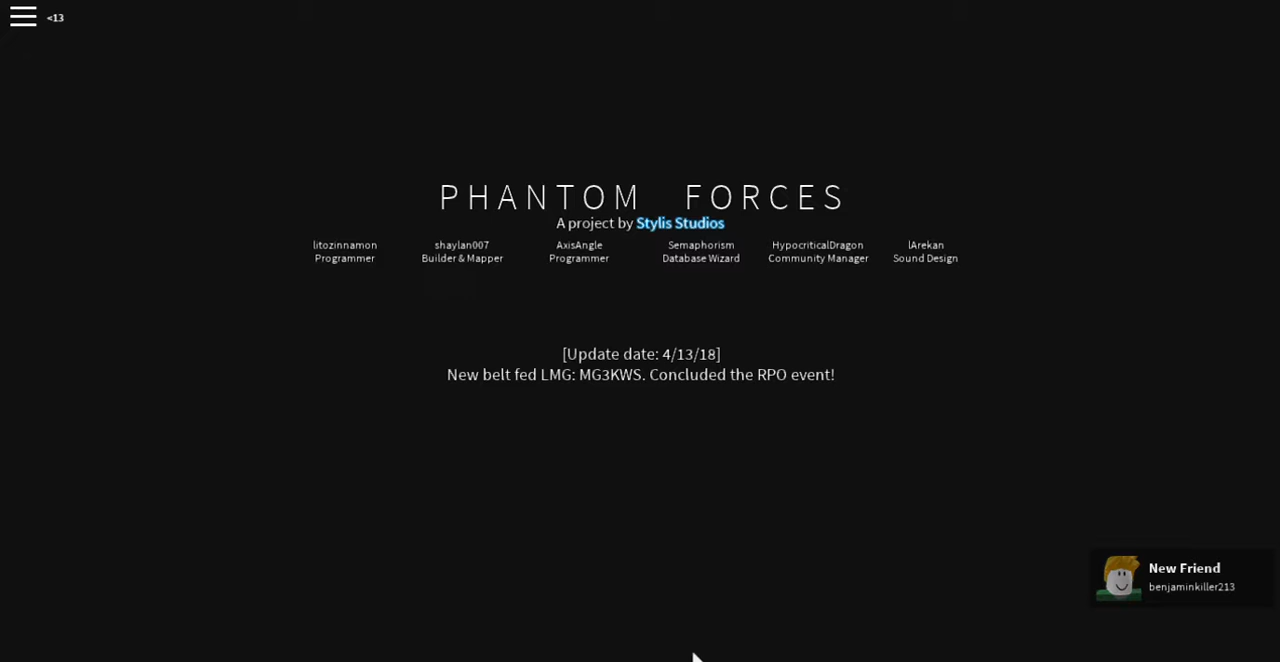 <13
PHANTOM FORCES
A project by Stylis Studios
litozinnamon shaylan007 AxisAngle Semaphorism HypocriticalDragon lArekan
Programmer Builder & Mapper Programmer Database Wizard Community Manager Sound Design
[Update date: 4/13/18]
New belt fed LMG: MG3KWS. Concluded the RPO event!
New Friend
benjaminkiller213